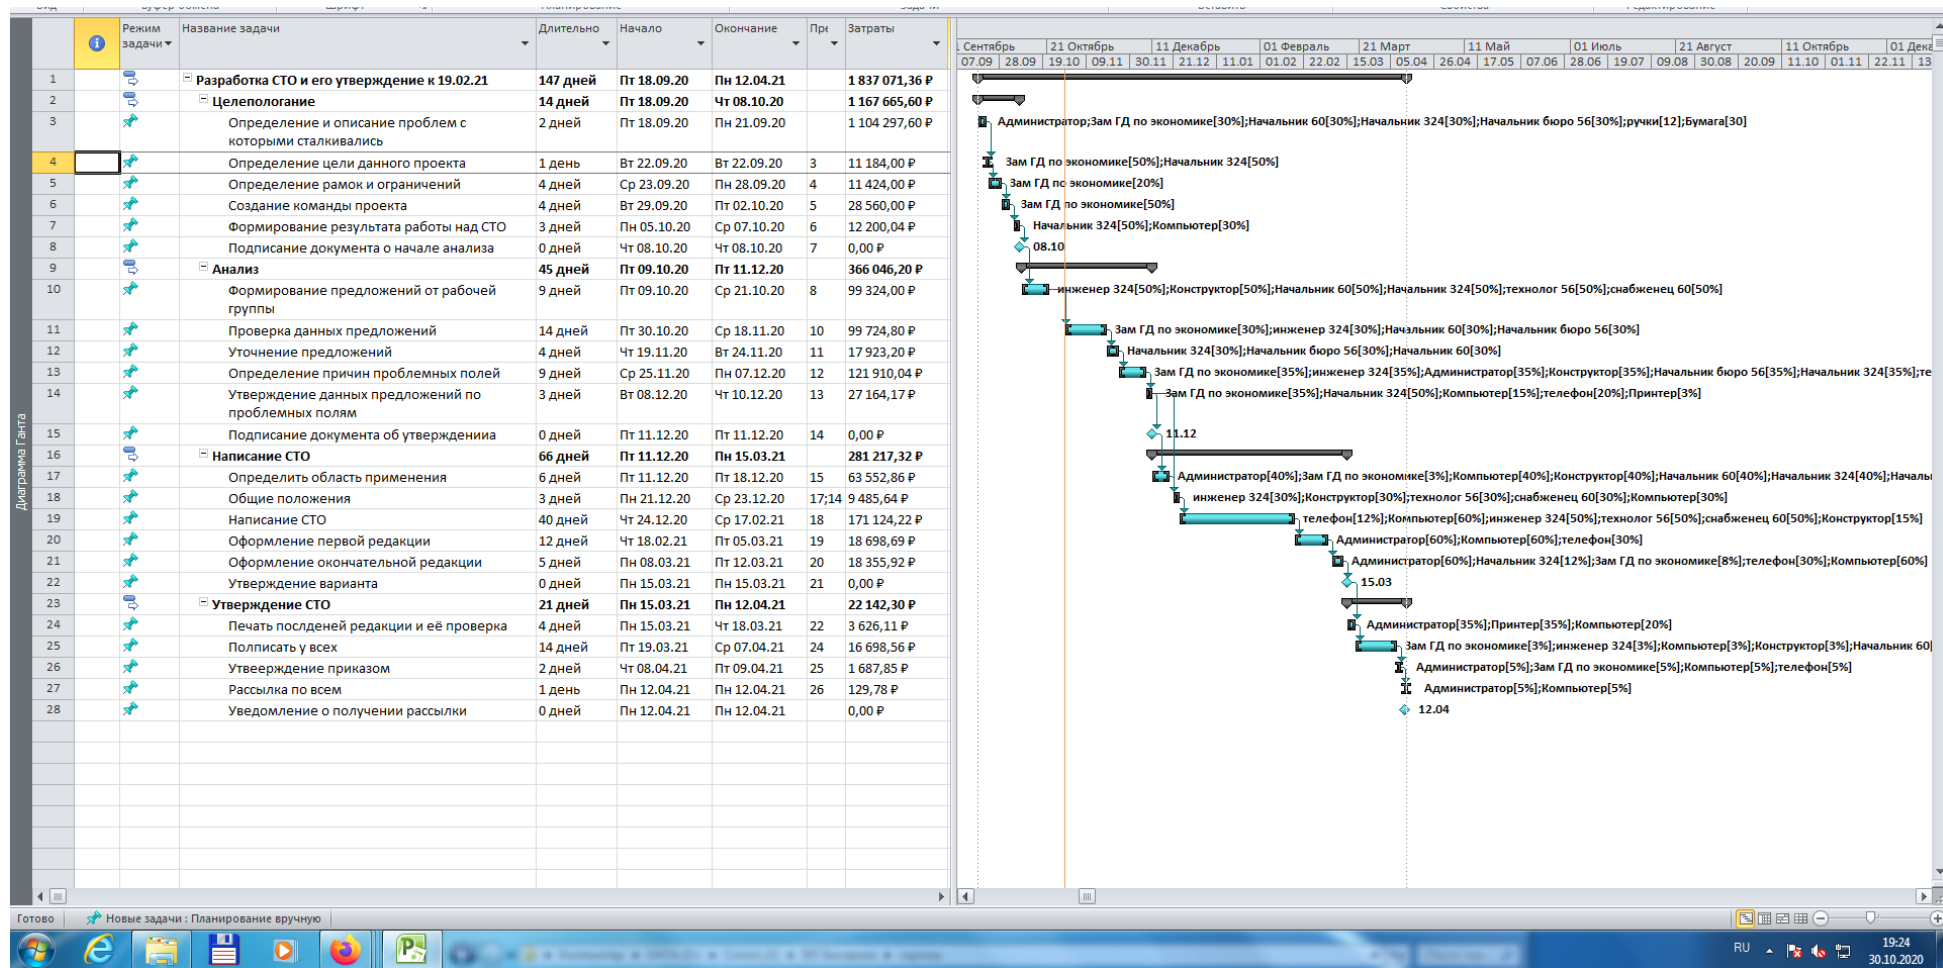 Режим задачи Название задачи Длительно Начало Окончание Пре Затраты
1 Разработка СТО и его утверждение к 19.02.21 147 дней Пт 18.09.20 Пн 12.04.21 1 837 071,36 ₽
2 Целепологание 14 дней Пт 18.09.20 Чт 08.10.20 1 167 665,60 ₽
3 Определение и описание проблем с которыми сталкивались 2 дней Пт 18.09.20 Пн 21.09.20 1 104 297,60 ₽
4 Определение цели данного проекта 1 день Вт 22.09.20 Вт 22.09.20 3 11 184,00 ₽
5 Определение рамок и ограничений 4 дней Ср 23.09.20 Пн 28.09.20 4 11 424,00 ₽
6 Создание команды проекта 4 дней Вт 29.09.20 Пт 02.10.20 5 28 560,00 ₽
7 Формирование результата работы над СТО 3 дней Пн 05.10.20 Ср 07.10.20 6 12 200,04 ₽
8 Подписание документа о начале анализа 0 дней Чт 08.10.20 Чт 08.10.20 7 0,00 ₽
9 Анализ 45 дней Пт 09.10.20 Пт 11.12.20 366 046,20 ₽
10 Формирование предложений от рабочей группы 9 дней Пт 09.10.20 Ср 21.10.20 8 99 324,00 ₽
11 Проверка данных предложений 14 дней Пт 30.10.20 Ср 18.11.20 10 99 724,80 ₽
12 Уточнение предложений 4 дней Чт 19.11.20 Вт 24.11.20 11 17 923,20 ₽
13 Определение причин проблемных полей 9 дней Ср 25.11.20 Пн 07.12.20 12 121 910,04 ₽
14 Утверждение данных предложений по проблемных полям 3 дней Вт 08.12.20 Чт 10.12.20 13 27 164,17 ₽
15 Подписание документа об утверждениия 0 дней Пт 11.12.20 Пт 11.12.20 14 0,00 ₽
16 Написание СТО 66 дней Пт 11.12.20 Пн 15.03.21 281 217,32 ₽
17 Определить область применения 6 дней Пт 11.12.20 Пт 18.12.20 15 63 552,86 ₽
18 Общие положения 3 дней Пн 21.12.20 Ср 23.12.20 17;14 9 485,64 ₽
19 Написание СТО 40 дней Чт 24.12.20 Ср 17.02.21 18 171 124,22 ₽
20 Оформление первой редакции 12 дней Чт 18.02.21 Пт 05.03.21 19 18 698,69 ₽
21 Оформление окончательной редакции 5 дней Пн 08.03.21 Пт 12.03.21 20 18 355,92 ₽
22 Утверждение варианта 0 дней Пн 15.03.21 Пн 15.03.21 21 0,00 ₽
23 Утверждение СТО 21 дней Пн 15.03.21 Пн 12.04.21 22 142,30 ₽
24 Печать послденей редакции и её проверка 4 дней Пн 15.03.21 Чт 18.03.21 22 3 626,11 ₽
25 Полписать у всех 14 дней Пт 19.03.21 Ср 07.04.21 24 16 698,56 ₽
26 Утвеерждение приказом 2 дней Чт 08.04.21 Пт 09.04.21 25 1 687,85 ₽
27 Рассылка по всем 1 день Пн 12.04.21 Пн 12.04.21 26 129,78 ₽
28 Уведомление о получении рассылки 0 дней Пн 12.04.21 Пн 12.04.21 0,00 ₽
Диаграмма Ганта
Сентябрь 21 Октябрь 11 Декабрь 01 Февраль 21 Март 11 Май 01 Июль 21 Август 11 Октябрь 01 Дека
07.09 28.09 19.10 09.11 30.11 21.12 11.01 01.02 22.02 15.03 05.04 26.04 17.05 07.06 28.06 19.07 09.08 30.08 20.09 11.10 01.11 22.11 13
Администратор;Зам ГД по экономике[30%];Начальник 60[30%];Начальник 324[30%];Начальник бюро 56[30%];ручки[12];Бумага[30]
Зам ГД по экономике[50%];Начальник 324[50%]
Зам ГД по экономике[20%]
Зам ГД по экономике[50%]
Начальник 324[50%];Компьютер[30%]
08.10
инженер 324[50%];Конструктор[50%];Начальник 60[50%];Начальник 324[50%];технолог 56[50%];снабженец 60[50%]
Зам ГД по экономике[30%];инженер 324[30%];Начальник 60[30%];Начальник бюро 56[30%]
Начальник 324[30%];Начальник бюро 56[30%];Начальник 60[30%]
Зам ГД по экономике[35%];инженер 324[35%];Администратор[35%];Конструктор[35%];Начальник бюро 56[35%];Начальник 324[35%];те
Зам ГД по экономике[35%];Начальник 324[50%];Компьютер[15%];телефон[20%];Принтер[3%]
11.12
Администратор[40%];Зам ГД по экономике[3%];Компьютер[40%];Конструктор[40%];Начальник 60[40%];Начальник 324[40%];Началь
инженер 324[30%];Конструктор[30%];технолог 56[30%];снабженец 60[30%];Компьютер[30%]
телефон[12%];Компьютер[60%];инженер 324[50%];технолог 56[50%];снабженец 60[50%];Конструктор[15%]
Администратор[60%];Компьютер[60%];телефон[30%]
Администратор[60%];Начальник 324[12%];Зам ГД по экономике[8%];телефон[30%];Компьютер[60%]
15.03
Администратор[35%];Принтер[35%];Компьютер[20%]
Зам ГД по экономике[3%];инженер 324[3%];Компьютер[3%];Конструктор[3%];Начальник 60[
Администратор[5%];Зам ГД по экономике[5%];Компьютер[5%];телефон[5%]
Администратор[5%];Компьютер[5%]
12.04
Готово Новые задачи : Планирование вручную
RU 19:24
30.10.2020